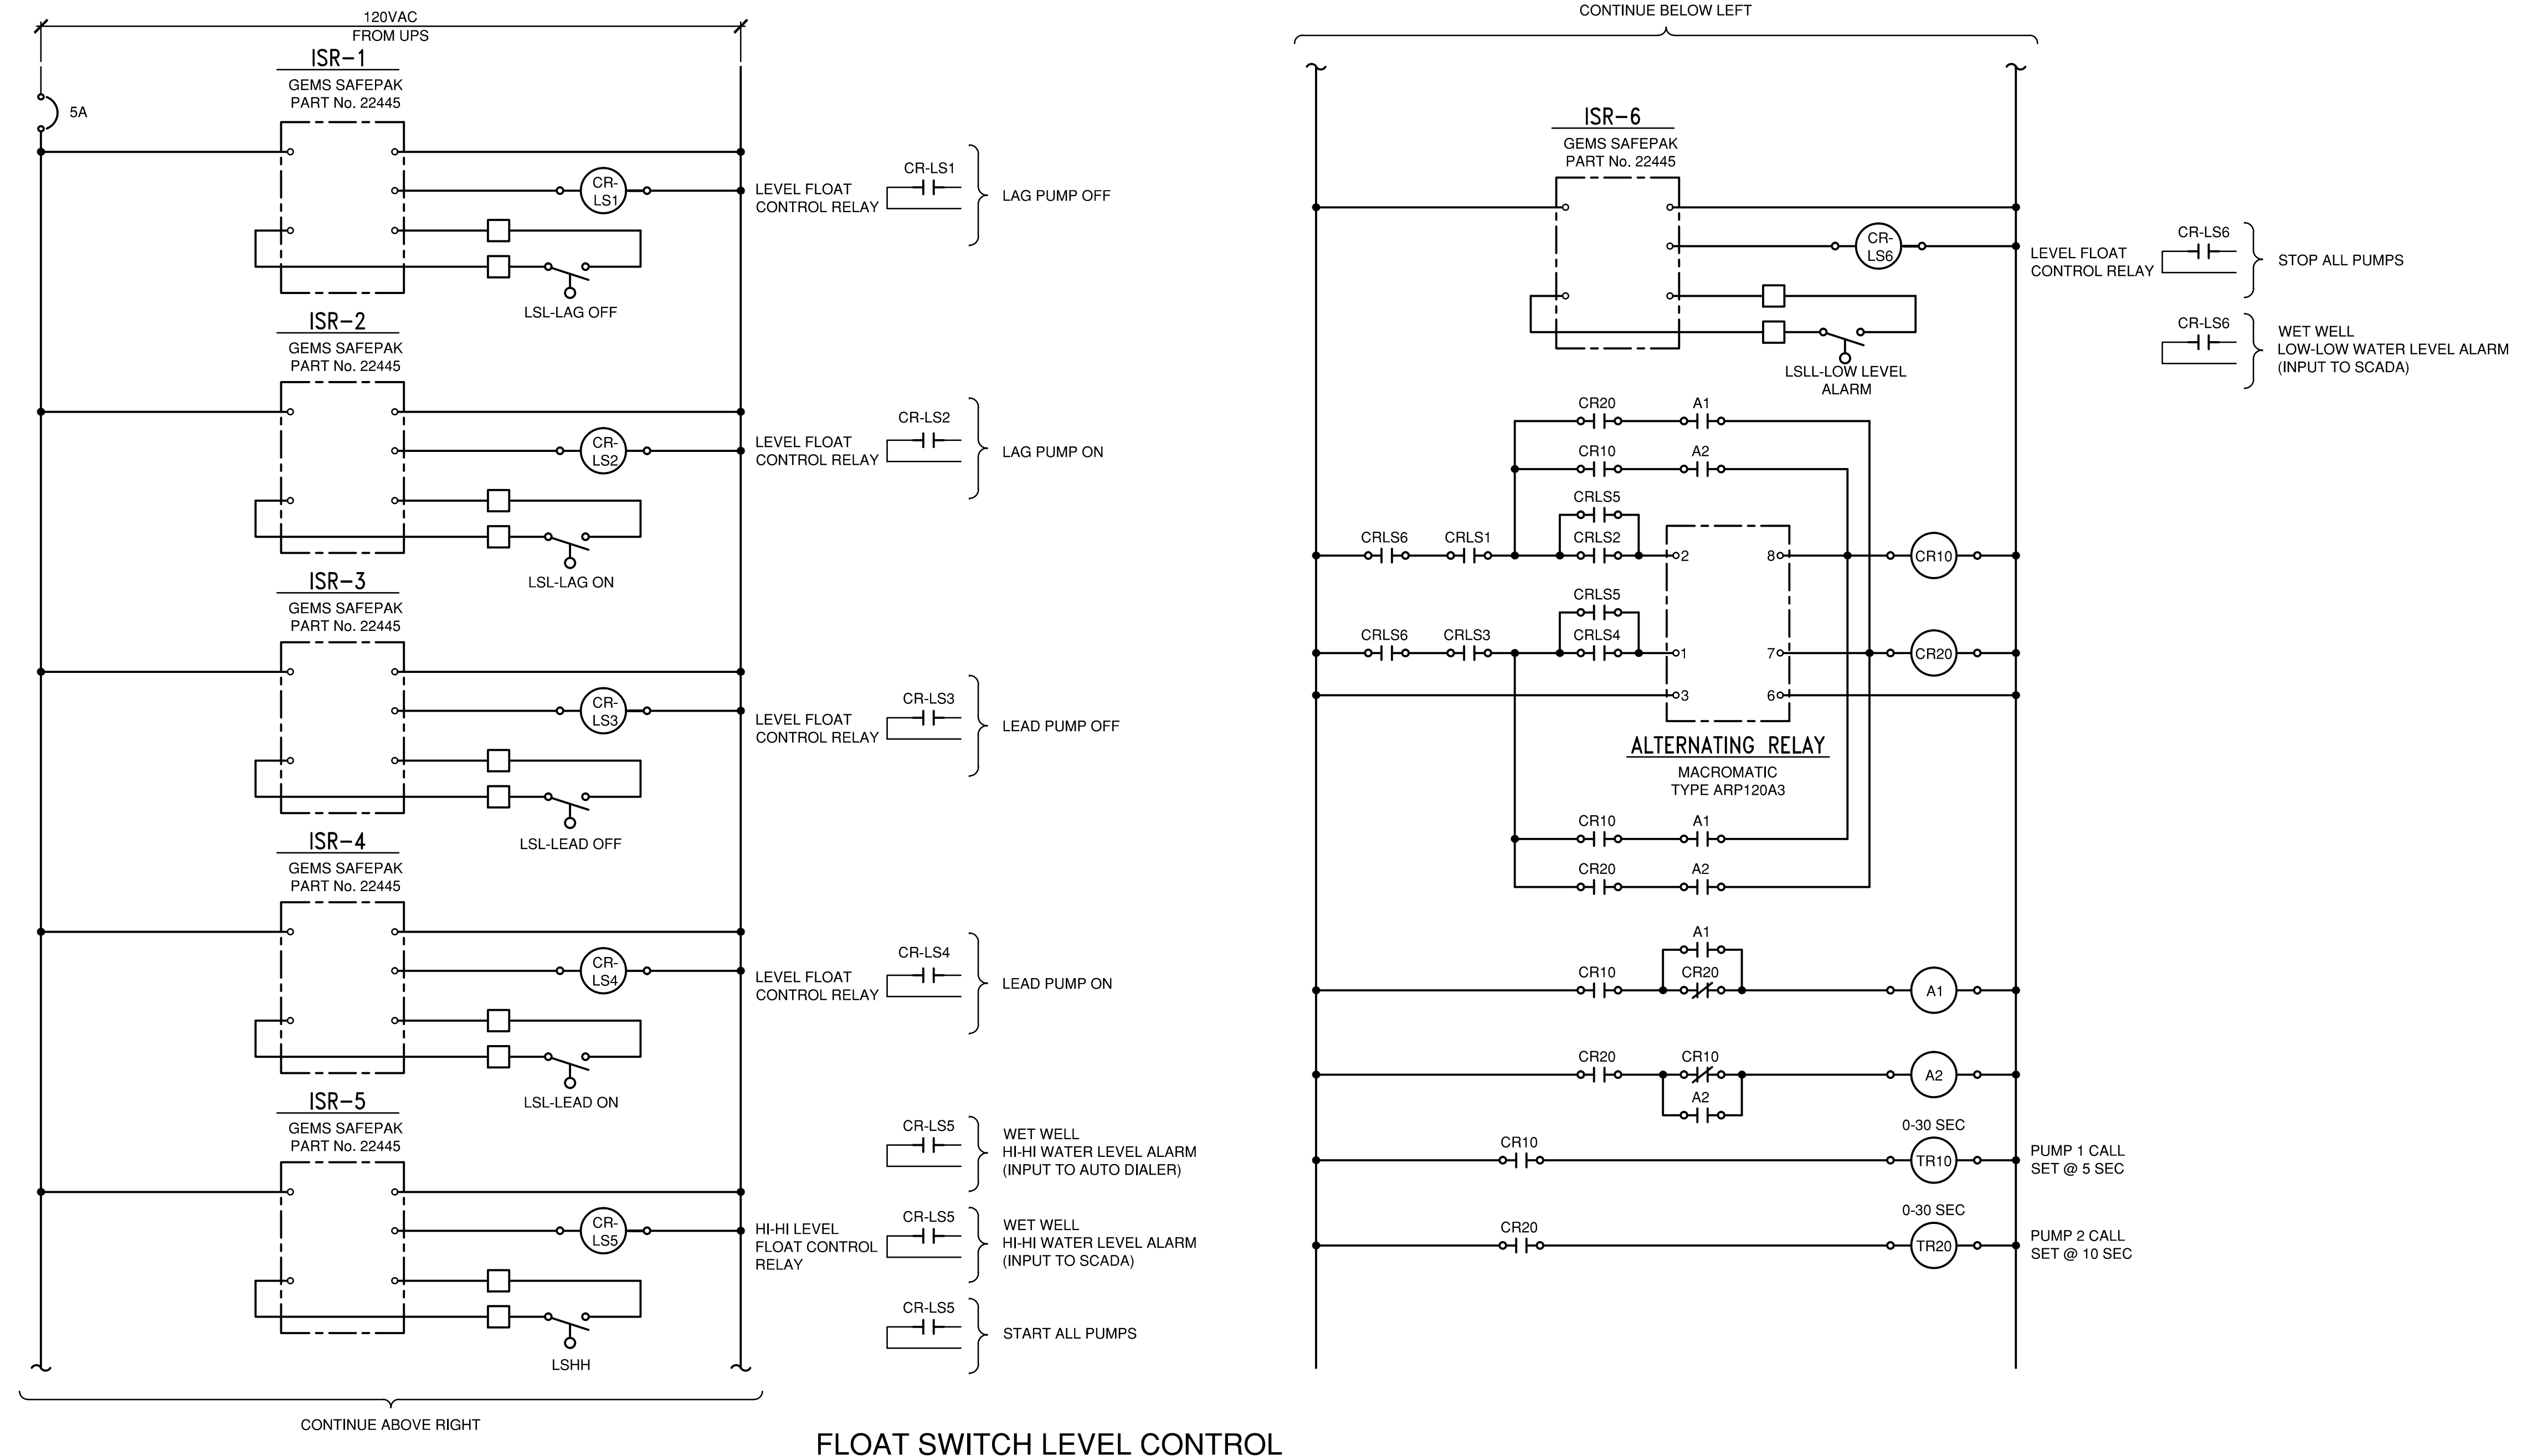 120VAC
FROM UPS
5A
ISR-1
GEMS SAFEPAK
PART No. 22445
CR-
LS1
LSL-LAG OFF
LEVEL FLOAT
CONTROL RELAY
CR-LS1
LAG PUMP OFF
ISR-2
GEMS SAFEPAK
PART No. 22445
CR-
LS2
LSL-LAG ON
LEVEL FLOAT
CONTROL RELAY
CR-LS2
LAG PUMP ON
ISR-3
GEMS SAFEPAK
PART No. 22445
CR-
LS3
LSL-LEAD OFF
LEVEL FLOAT
CONTROL RELAY
CR-LS3
LEAD PUMP OFF
ISR-4
GEMS SAFEPAK
PART No. 22445
CR-
LS4
LSL-LEAD ON
LEVEL FLOAT
CONTROL RELAY
CR-LS4
LEAD PUMP ON
ISR-5
GEMS SAFEPAK
PART No. 22445
CR-
LS5
LSHH
HI-HI LEVEL
FLOAT CONTROL
RELAY
CR-LS5
WET WELL
HI-HI WATER LEVEL ALARM
(INPUT TO AUTO DIALER)
CR-LS5
WET WELL
HI-HI WATER LEVEL ALARM
(INPUT TO SCADA)
CR-LS5
START ALL PUMPS
CONTINUE ABOVE RIGHT
CONTINUE BELOW LEFT
ISR-6
GEMS SAFEPAK
PART No. 22445
CR-
LS6
LSLL-LOW LEVEL
ALARM
LEVEL FLOAT
CONTROL RELAY
CR-LS6
STOP ALL PUMPS
CR-LS6
WET WELL
LOW-LOW WATER LEVEL ALARM
(INPUT TO SCADA)
CR20 A1
CR10 A2
CRLS5
CRLS6 CRLS1 CRLS2
2 8 CR10
CRLS5
CRLS6 CRLS3 CRLS4
1 7 CR20
3 6
ALTERNATING RELAY
MACROMATIC
TYPE ARP120A3
CR10 A1
CR20 A2
A1
CR10 CR20
A1
CR20 CR10
A2
A2
0-30 SEC
CR10
TR10
PUMP 1 CALL
SET @ 5 SEC
0-30 SEC
CR20
TR20
PUMP 2 CALL
SET @ 10 SEC
FLOAT SWITCH LEVEL CONTROL